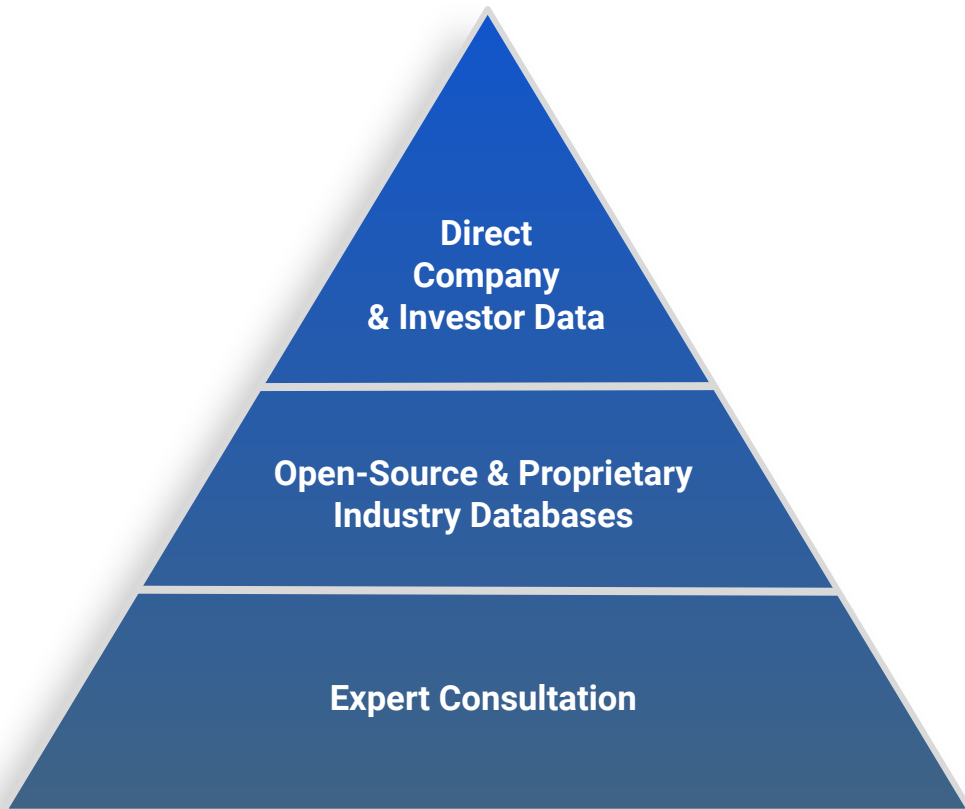 Direct
Company
& Investor Data
Open-Source & Proprietary
Industry Databases
Expert Consultation